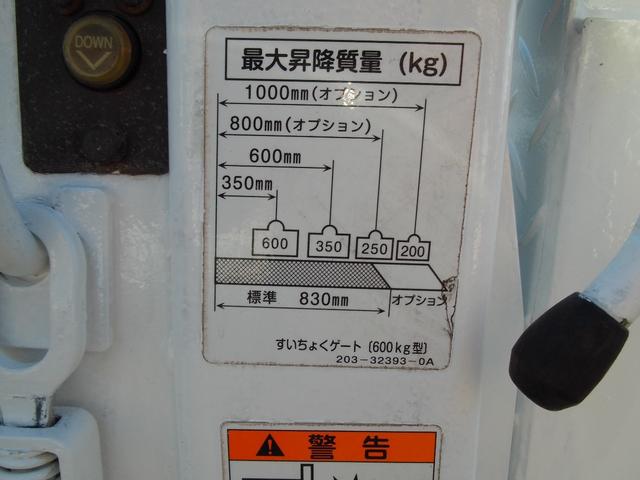 DOWN
最大昇降質量 (kg)
1000mm(オプション)
800mm(オプション)
600mm
350mm
600 350 250 200
標準 830mm オプション
すいちょくゲート〔600kg型〕
203-32393-0A
警告